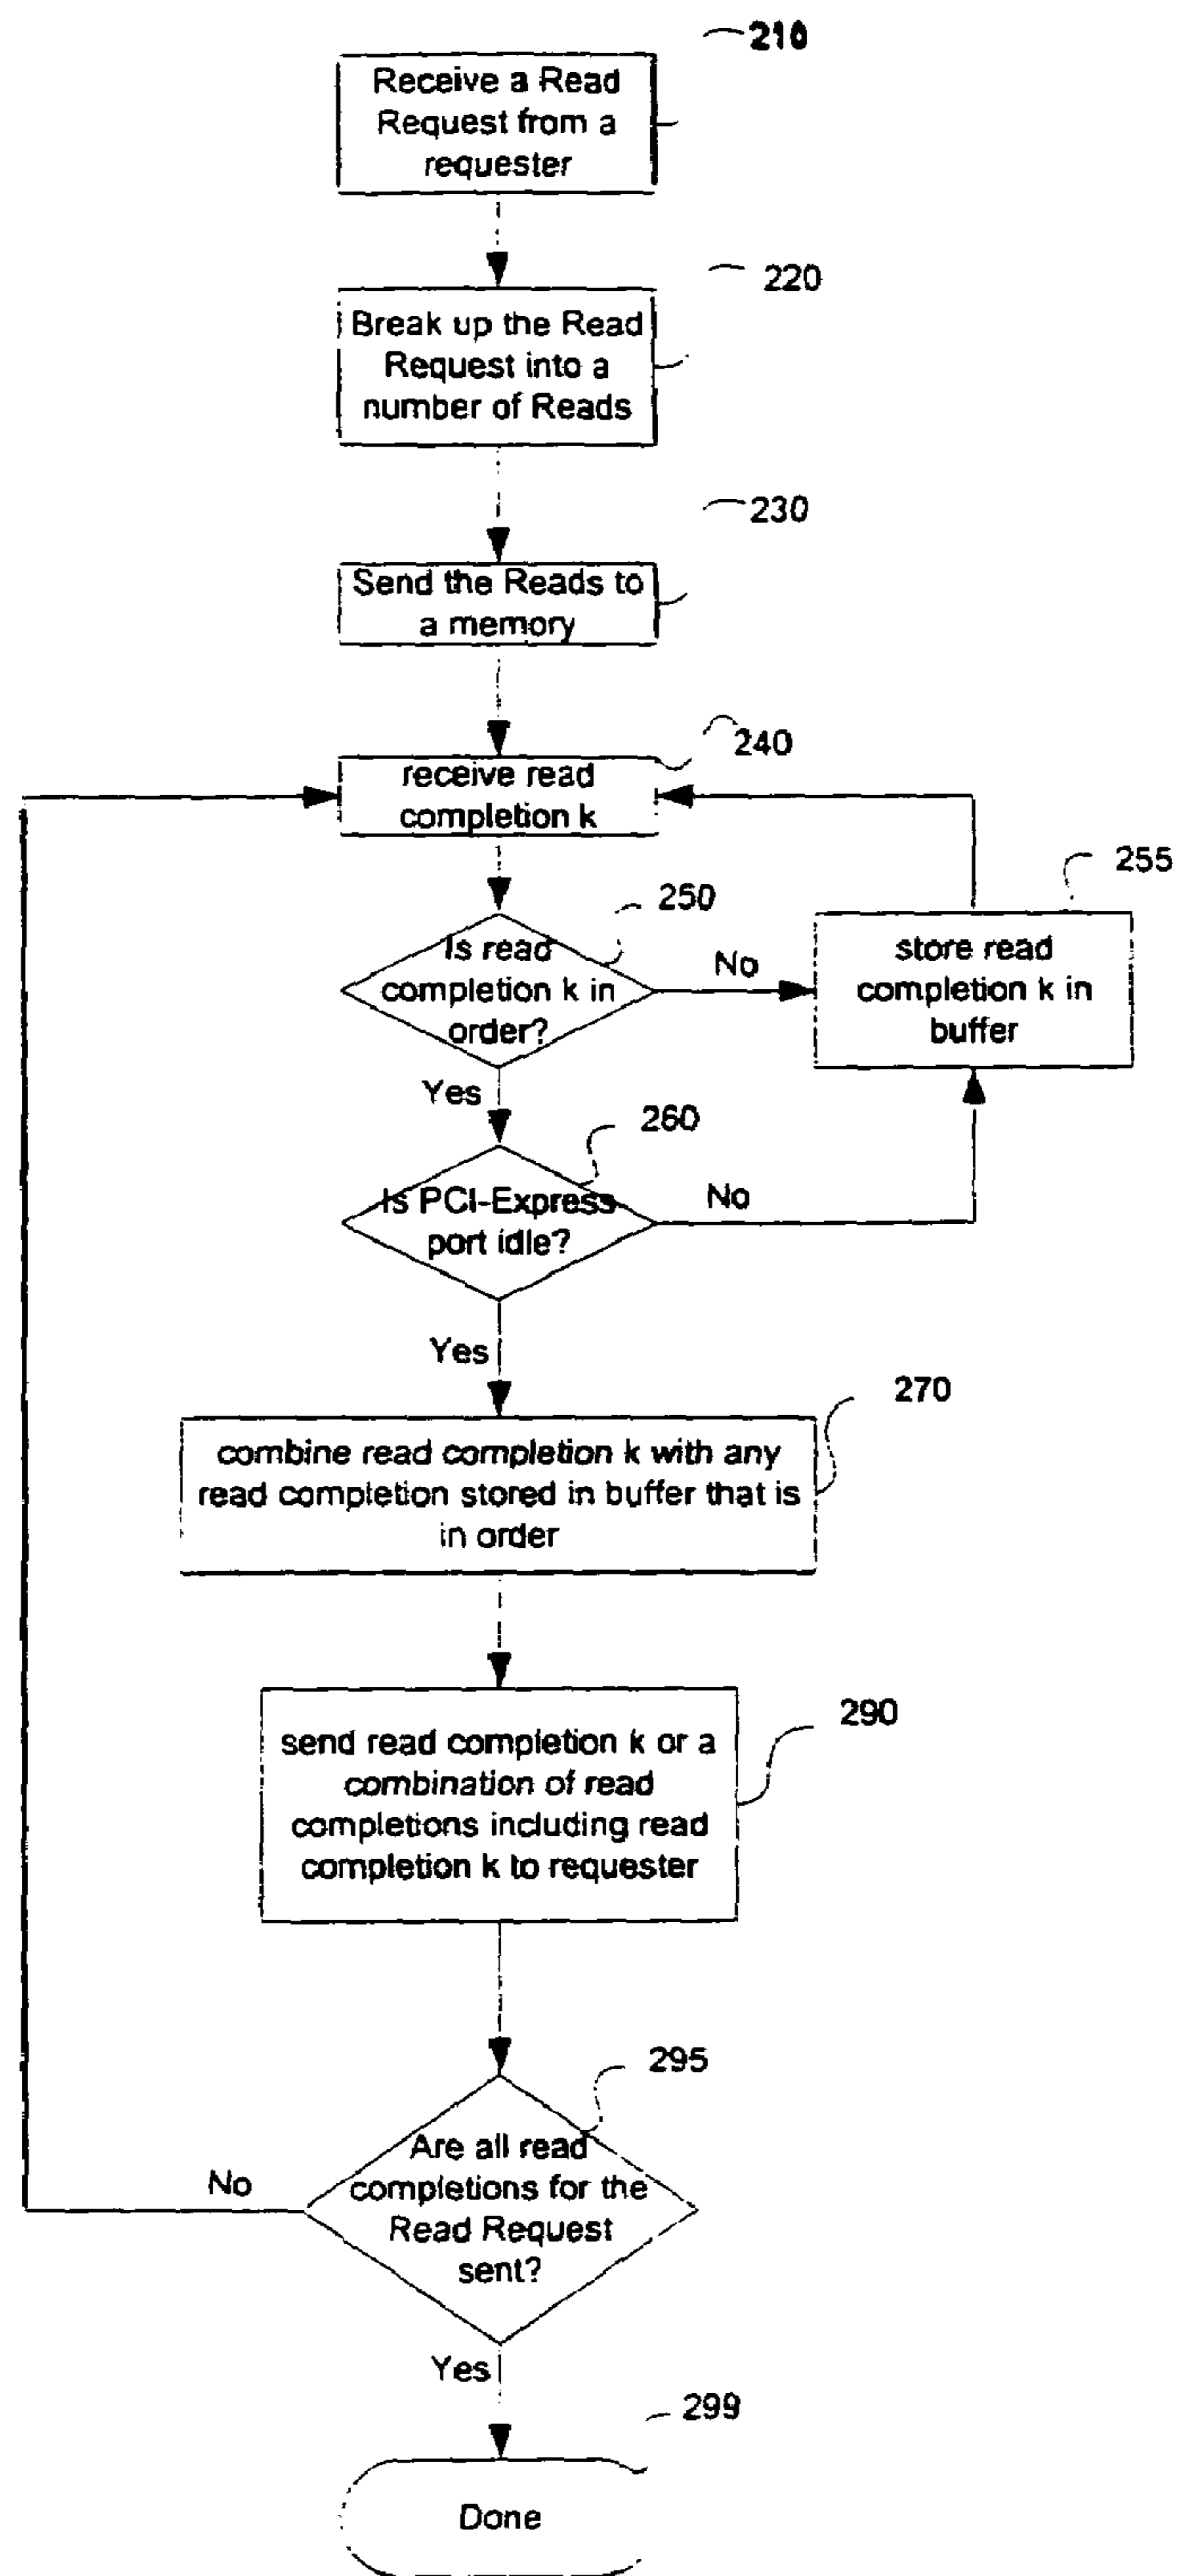 210
Receive a Read
Request from a
requester
220
Break up the Read
Request into a
number of Reads
230
Send the Reads to
a memory
240
receive read
completion k
250
Is read
completion k in
order?
No
255
store read
completion k in
buffer
Yes
260
Is PCI-Express
port idle?
No
Yes
270
combine read completion k with any
read completion stored in buffer that is
in order
290
send read completion k or a
combination of read
completions including read
completion k to requester
295
Are all read
completions for the
Read Request
sent?
No
Yes
299
Done